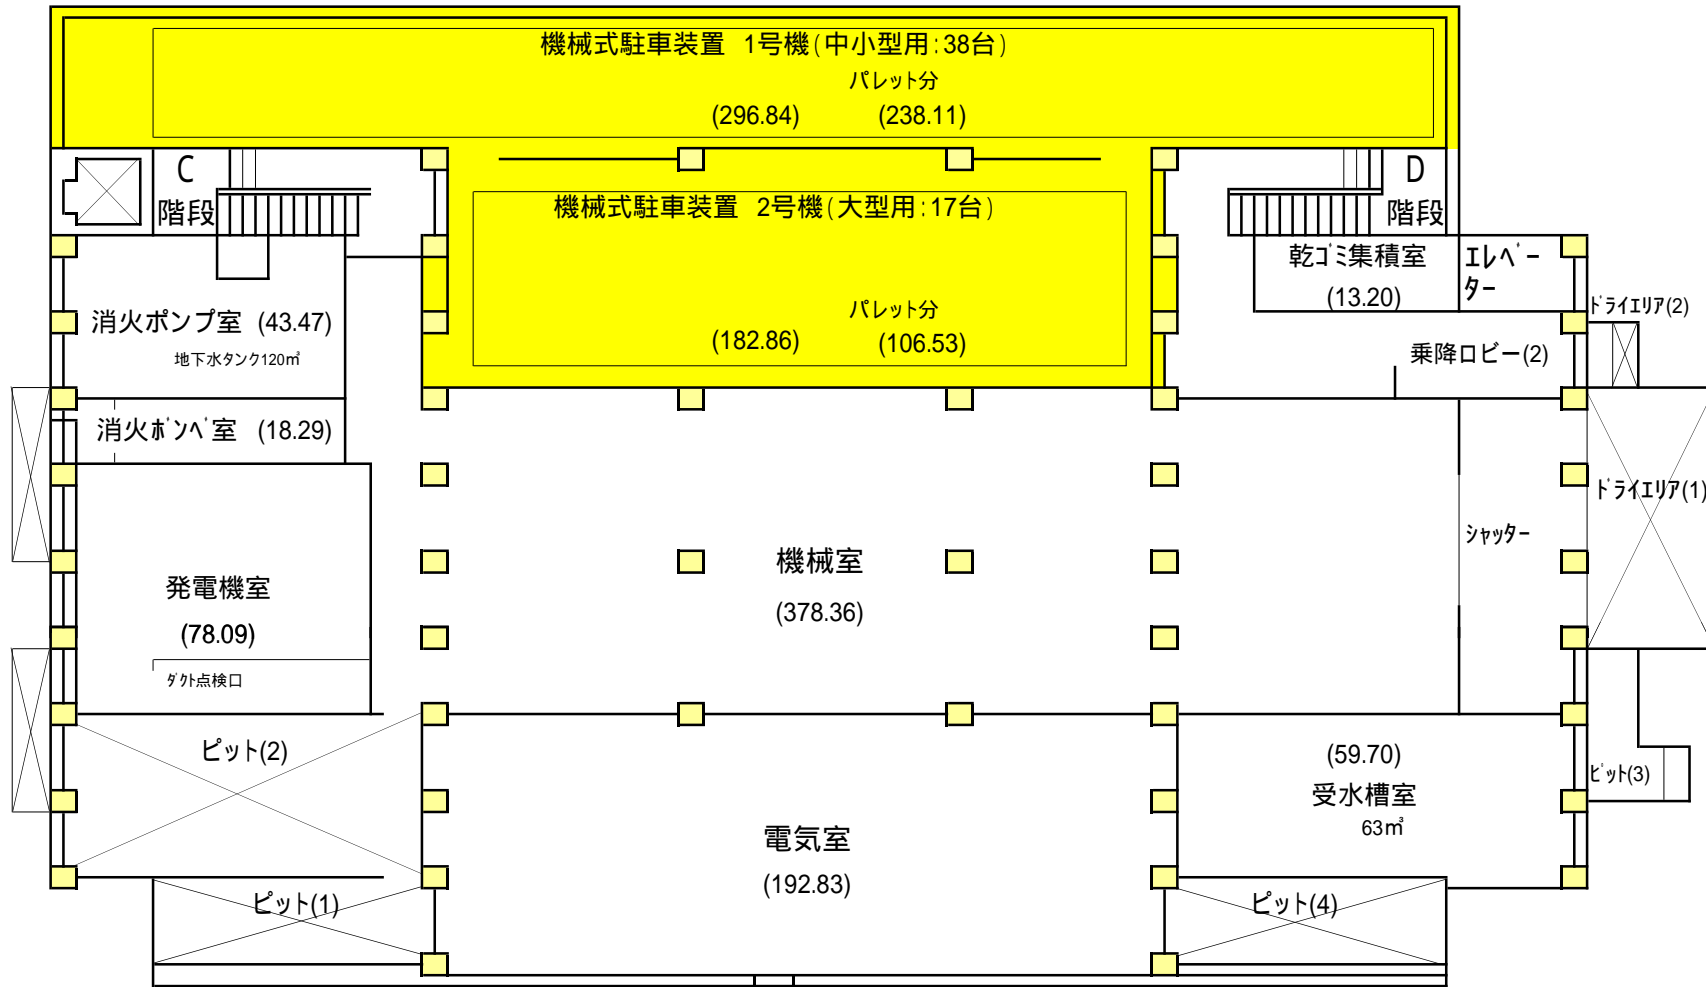 機械式駐車装置 1号機(中小型用:38台)
パレット分
(296.84) (238.11)
C
階段
機械式駐車装置 2号機(大型用:17台)
パレット分
(182.86) (106.53)
D
階段
乾ゴミ集積室
(13.20)
エレベー
ター
ドライエリア(2)
消火ポンプ室 (43.47)
地下水タンク120㎥
乗降ロビー(2)
消火ボンベ室 (18.29)
ドライエリア(1)
シャッター
発電機室
(78.09)
ダクト点検口
機械室
(378.36)
ピット(2)
(59.70)
受水槽室
63㎥
ピット(3)
電気室
(192.83)
ピット(1)
ピット(4)